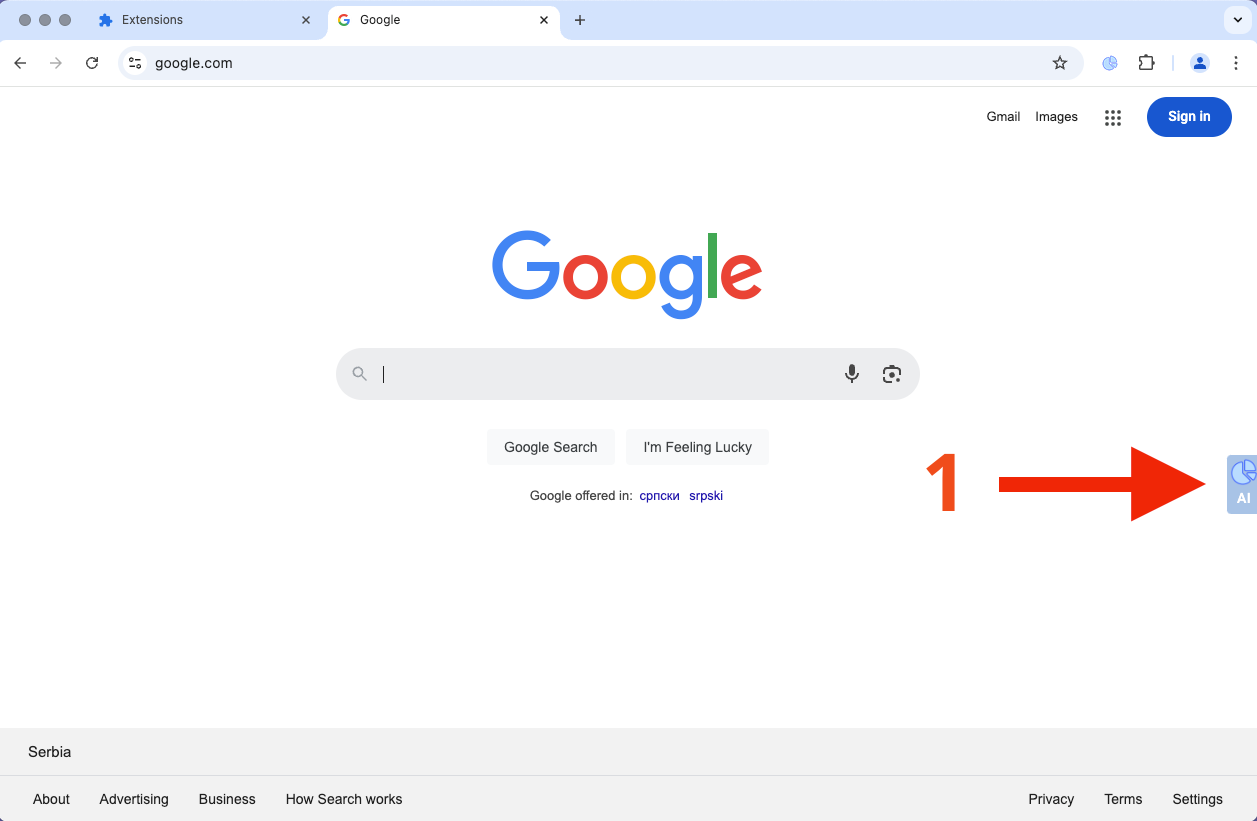 Extensions
Google
google.com
Gmail Images Sign in
Google
Google Search I'm Feeling Lucky
Google offered in: српски srpski
1
AI
Serbia
About Advertising Business How Search works Privacy Terms Settings